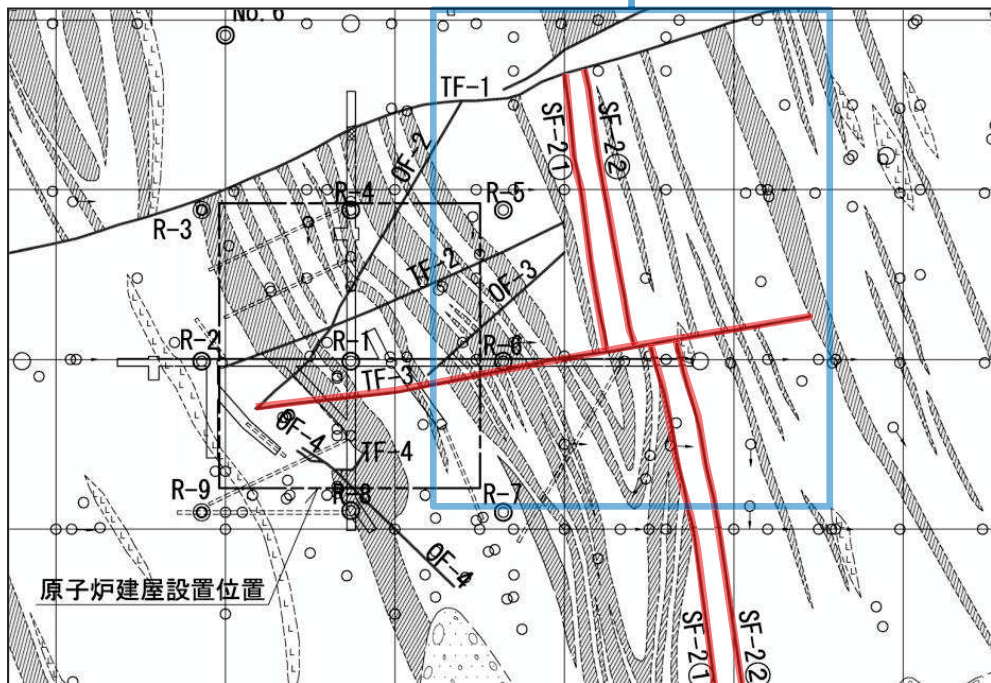 No. 6
TF-1
SF-2①
SF-2②
OF-2
R-4
R-5
R-3
TF-2
OF-3
R-2
R-1
R-6
TF-3
OF-4
TF-4
R-9
R-8
R-7
OF-4
原子炉建屋設置位置
SF-2①
SF-2②